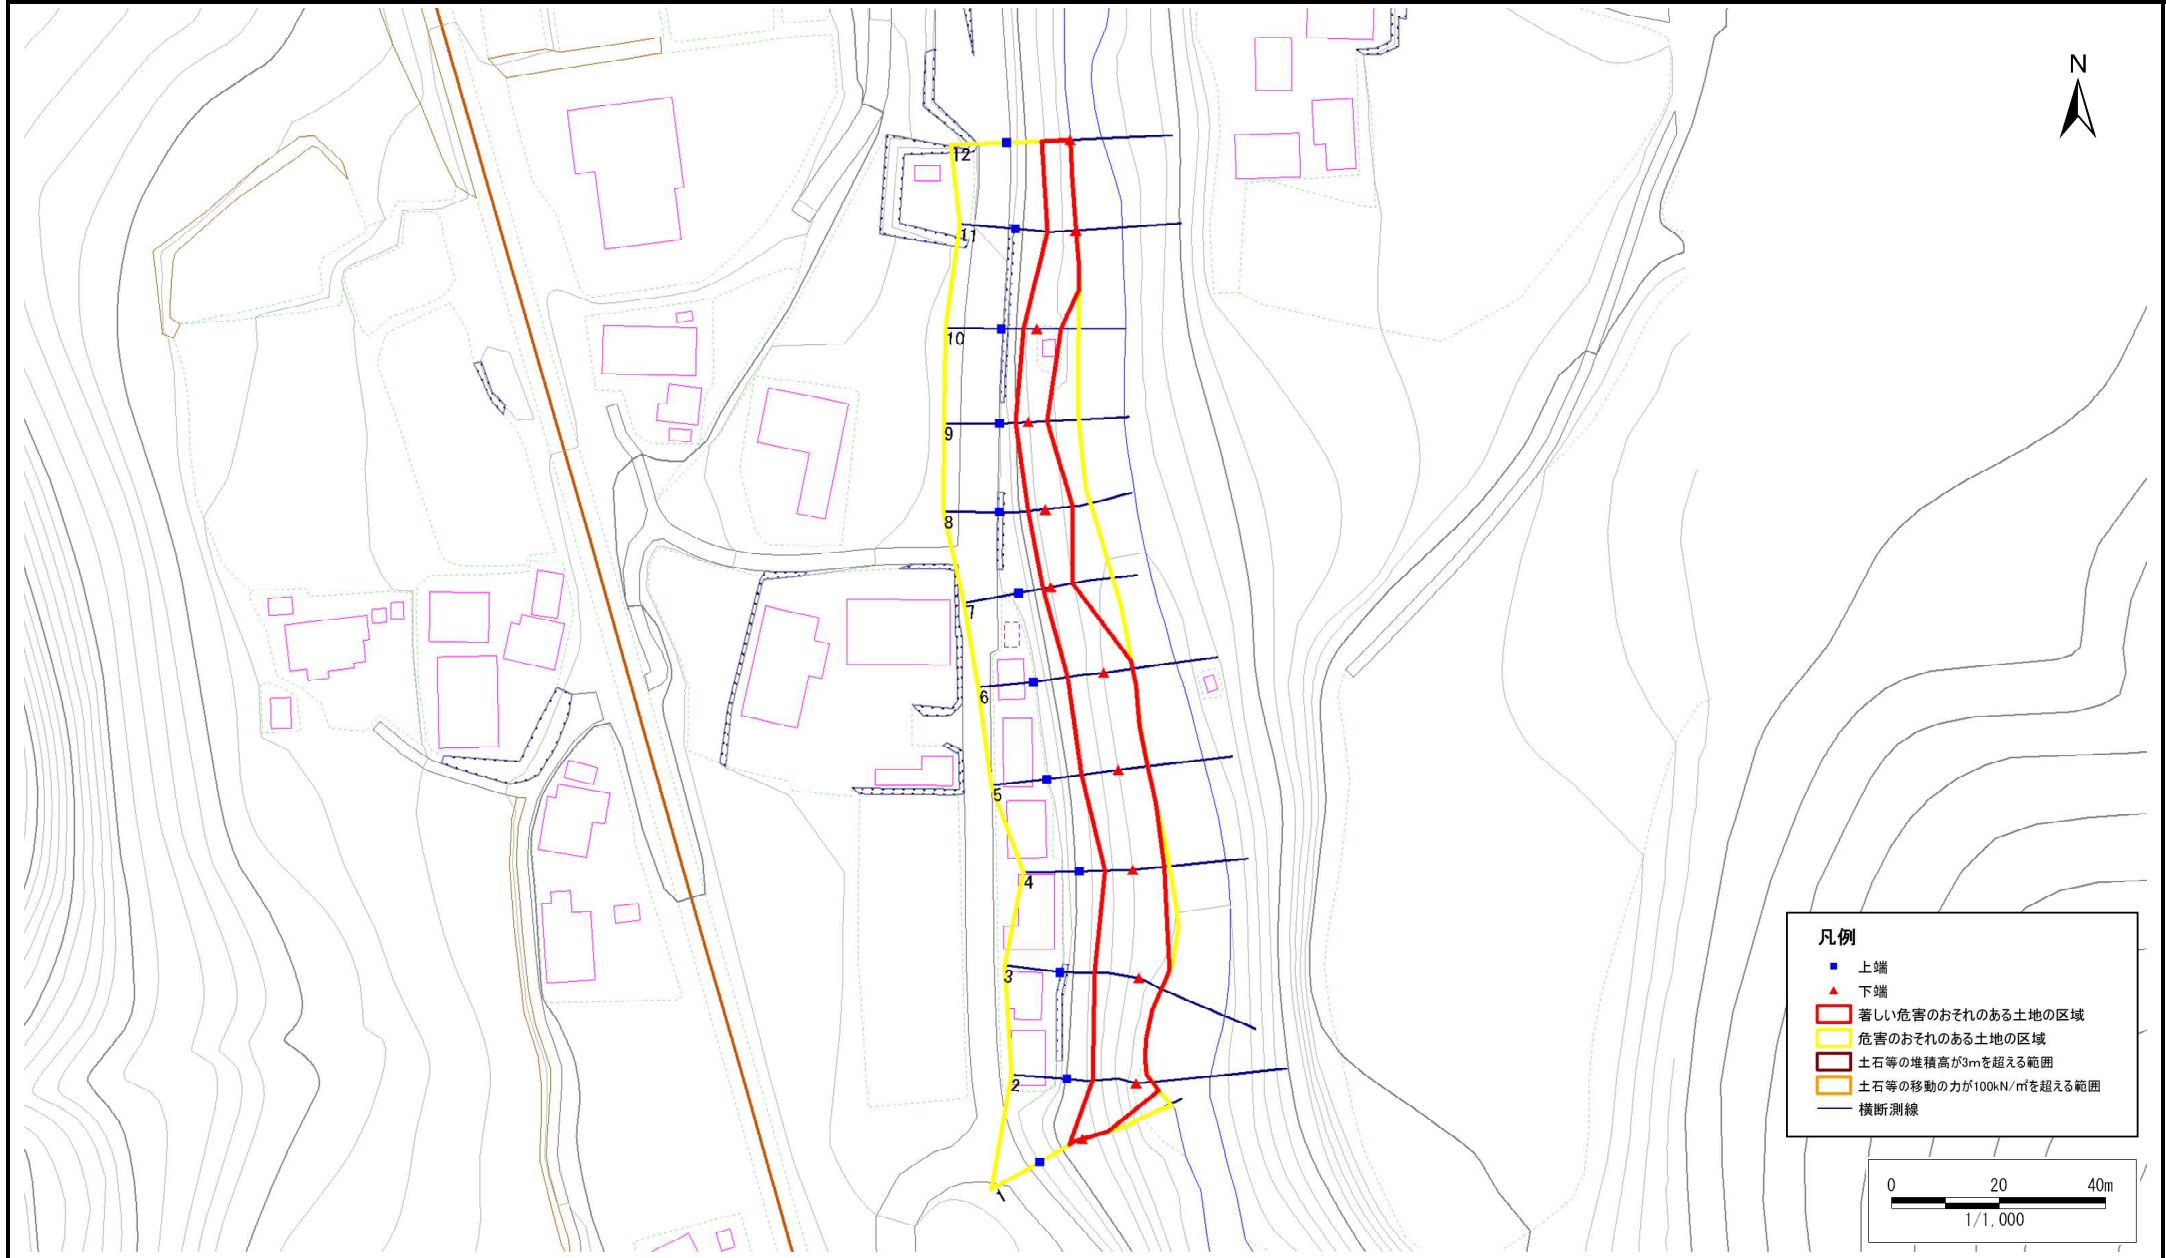 N
12
11
10
9
8
7
6
5
4
3
2
1
凡例
上端
下端
著しい危害のおそれのある土地の区域
危害のおそれのある土地の区域
土石等の堆積高が3mを超える範囲
土石等の移動の力が100kN/㎡を超える範囲
横断測線
0 20 40m
1/1,000